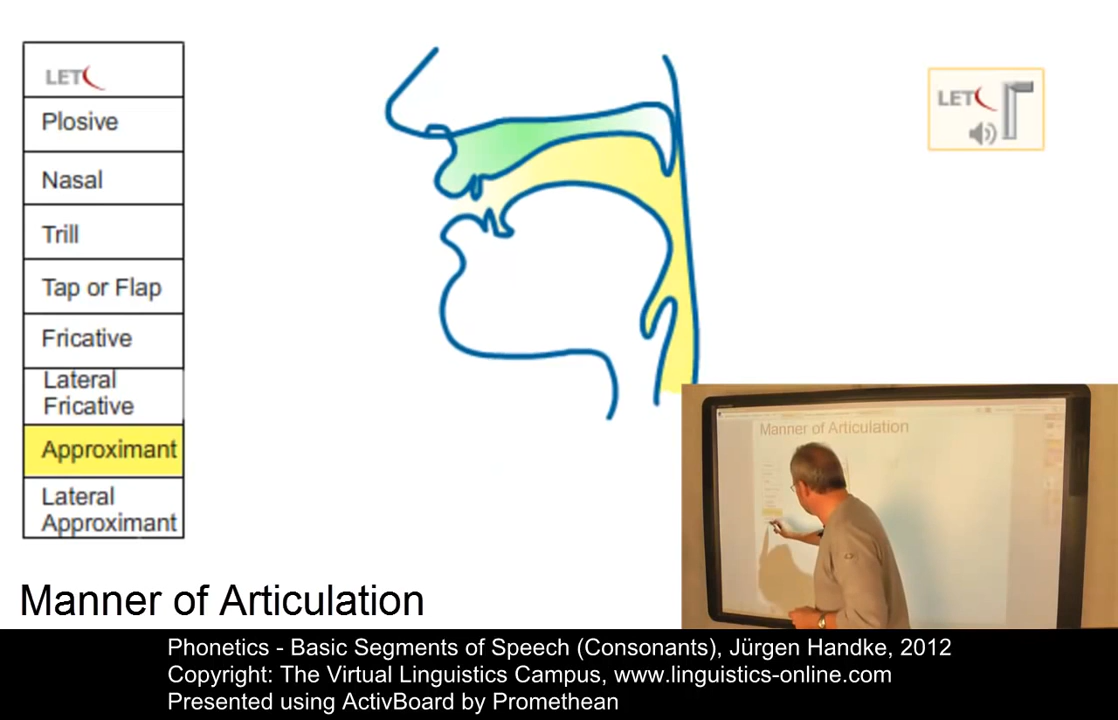 LET
Plosive
Nasal
Trill
Tap or Flap
Fricative
Lateral
Fricative
Approximant
Lateral
Approximant
LET
Manner of Articulation
Manner of Articulation
Phonetics - Basic Segments of Speech (Consonants), Jürgen Handke, 2012
Copyright: The Virtual Linguistics Campus, www.linguistics-online.com
Presented using ActivBoard by Promethean